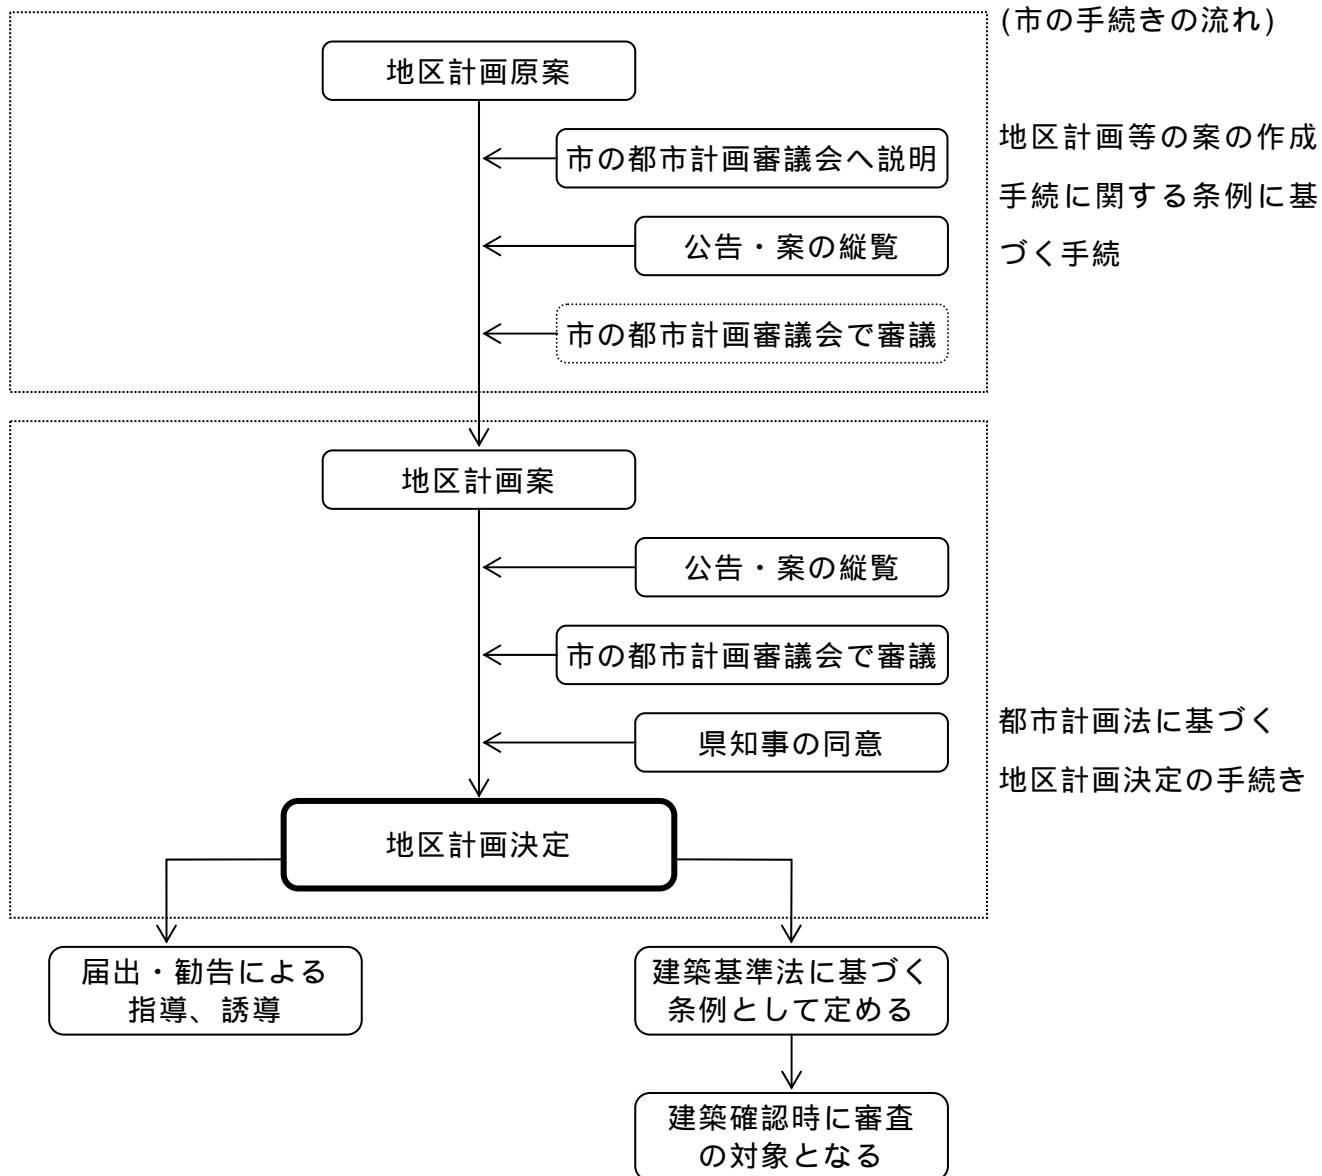 (市の手続きの流れ)
地区計画原案
市の都市計画審議会へ説明
公告・案の縦覧
市の都市計画審議会で審議
地区計画等の案の作成
手続に関する条例に基
づく手続
地区計画案
公告・案の縦覧
市の都市計画審議会で審議
県知事の同意
地区計画決定
都市計画法に基づく
地区計画決定の手続き
届出・勧告による
指導、誘導
建築基準法に基づく
条例として定める
建築確認時に審査
の対象となる